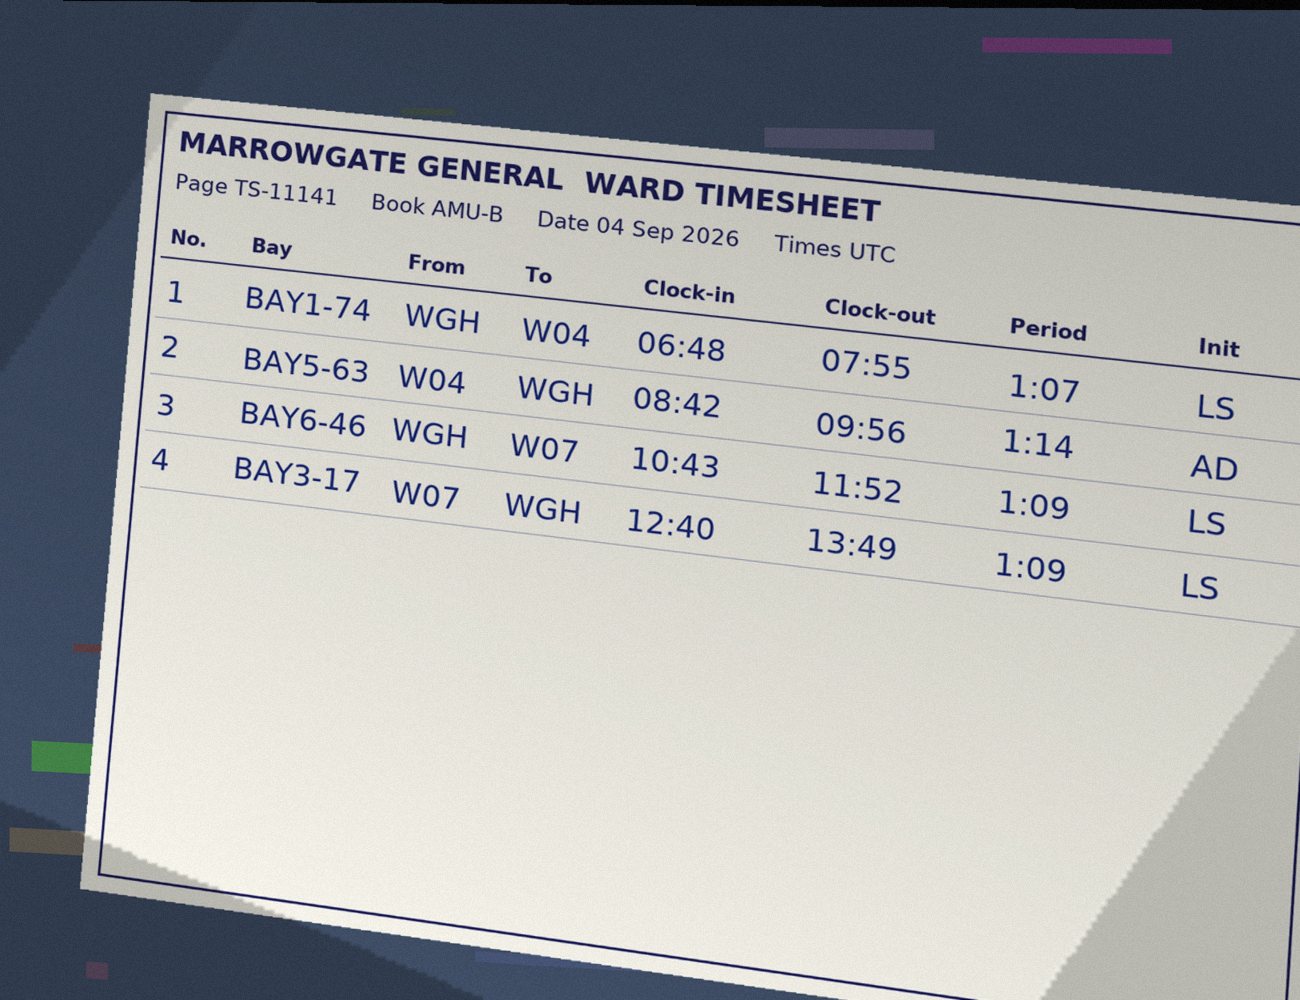 MARROWGATE GENERAL WARD TIMESHEET
Page TS-11141 Book AMU-B Date 04 Sep 2026 Times UTC
No. Bay From To Clock-in Clock-out Period Init
1 BAY1-74 WGH W04 06:48 07:55 1:07 LS
2 BAY5-63 W04 WGH 08:42 09:56 1:14 AD
3 BAY6-46 WGH W07 10:43 11:52 1:09 LS
4 BAY3-17 W07 WGH 12:40 13:49 1:09 LS